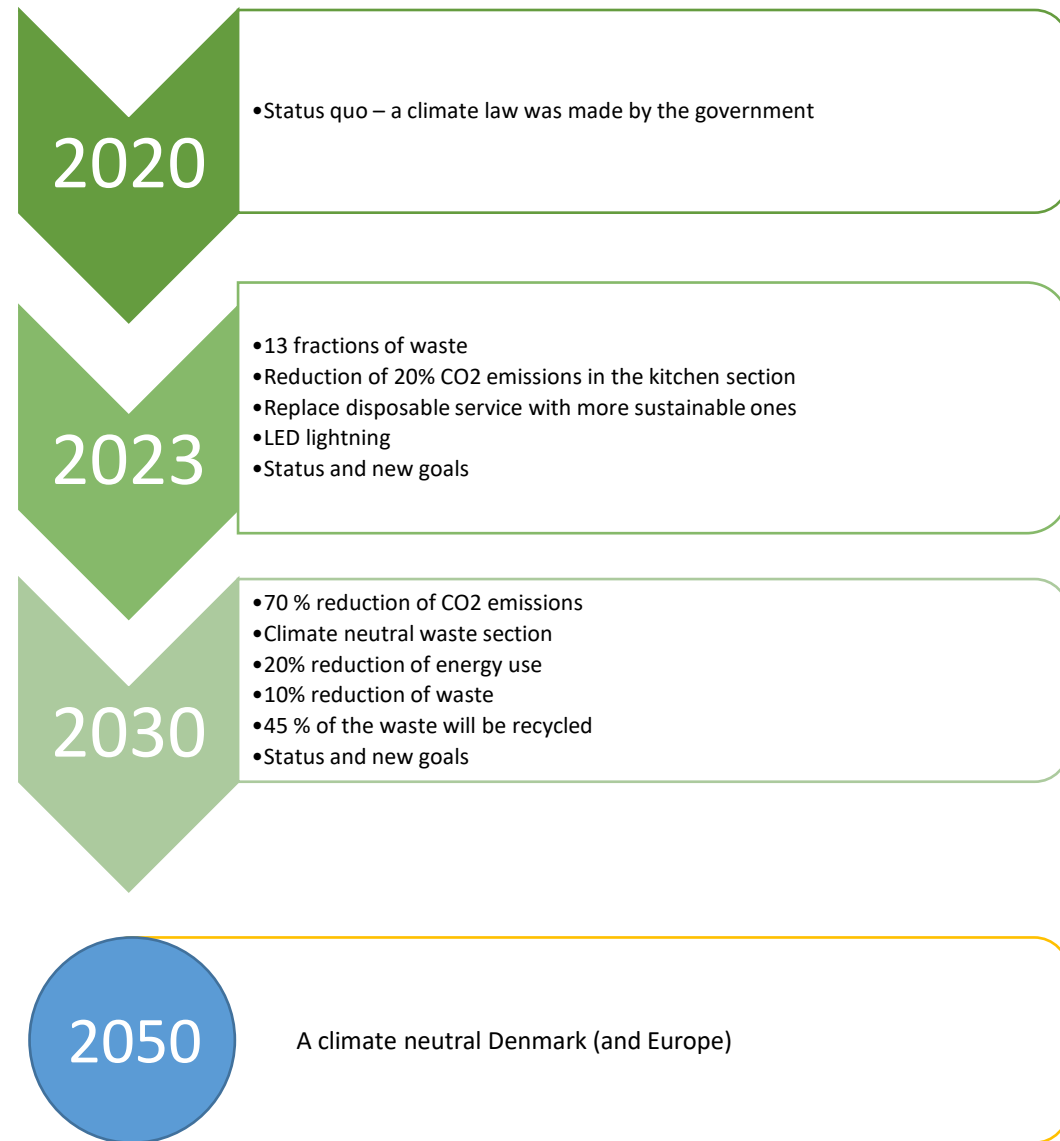 2020
•Status quo – a climate law was made by the government
2023
•13 fractions of waste
•Reduction of 20% CO2 emissions in the kitchen section
•Replace disposable service with more sustainable ones
•LED lightning
•Status and new goals
2030
•70 % reduction of CO2 emissions
•Climate neutral waste section
•20% reduction of energy use
•10% reduction of waste
•45 % of the waste will be recycled
•Status and new goals
2050
A climate neutral Denmark (and Europe)